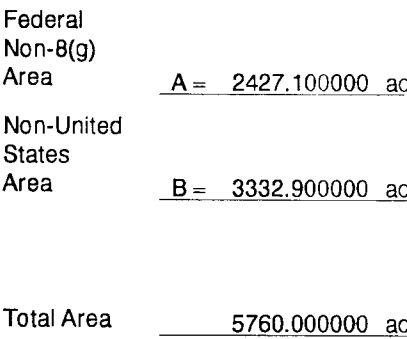 Federal
Non-8(g)
Area A = 2427.100000 ac
Non-United
States
Area B = 3332.900000 ac
Total Area 5760.000000 ac